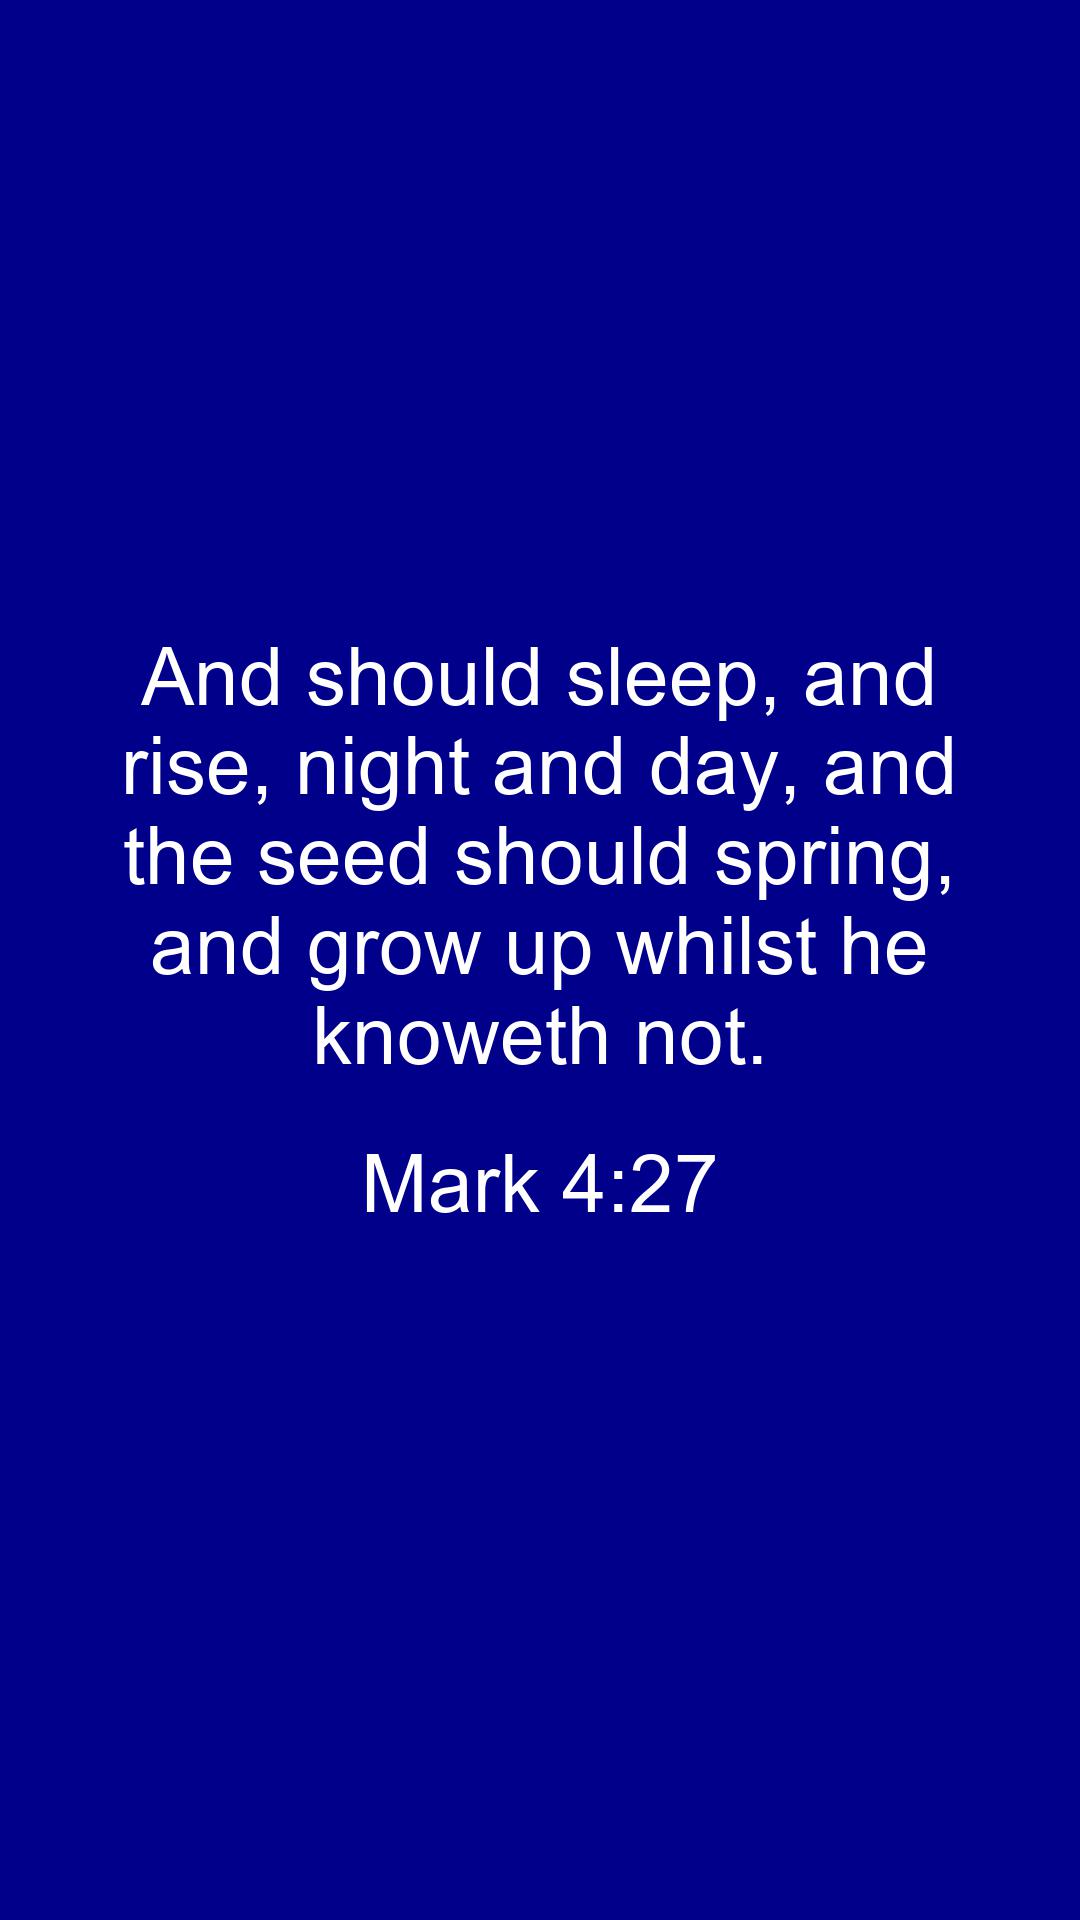 And should sleep, and
rise, night and day, and
the seed should spring,
and grow up whilst he
knoweth not.
Mark 4:27